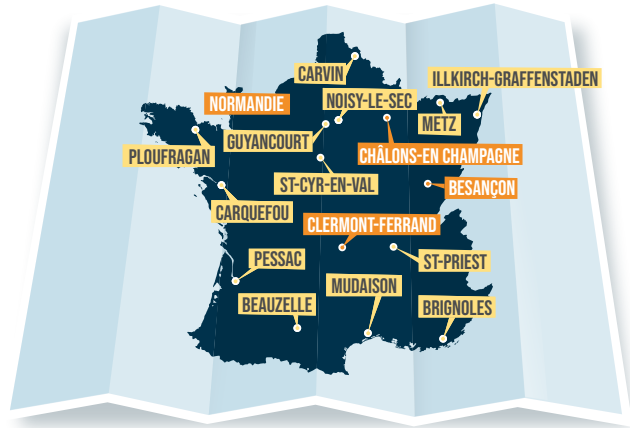 CARVIN
ILLKIRCH-GRAFFENSTADEN
NORMANDIE
NOISY-LE-SEC
METZ
GUYANCOURT
PLOUFRAGAN
CHÂLONS-EN CHAMPAGNE
ST-CYR-EN-VAL
BESANÇON
CARQUEFOU
CLERMONT-FERRAND
PESSAC
ST-PRIEST
MUDAISON
BEAUZELLE
BRIGNOLES